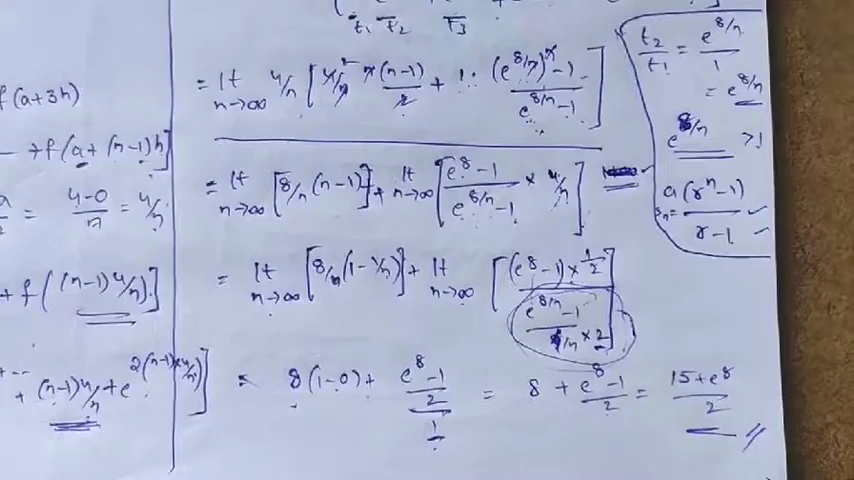 t₁ t₂ t₃
f(a+3h)
+f(a+(n-1)h]
= 4-0/n = 4/n
+f((n-1)4/n)]
+ (n-1)4/n + e^2(n-1)4/n)]
= lt n→∞ 4/n [4/n n(n-1)/2 + 1· (e^8/n)^n -1 / e^8/n -1]
= lt n→∞ [8/n (n-1)] + lt n→∞ [e^8 -1 / e^8/n -1 × 4/n]
= lt n→∞ [8/n (1-1/n)] + lt n→∞ [(e^8 -1) × 1/2 / e^8/n -1 / 4/n × 2]
= 8(1-0) + e^8 -1 / 2 / 1 = 8 + e^8 -1 / 2 = 15+e^8 / 2
t₂/t₁ = e^8/n / 1
= e^8/n
e^8/n >1
Sn= a(r^n -1) / r-1